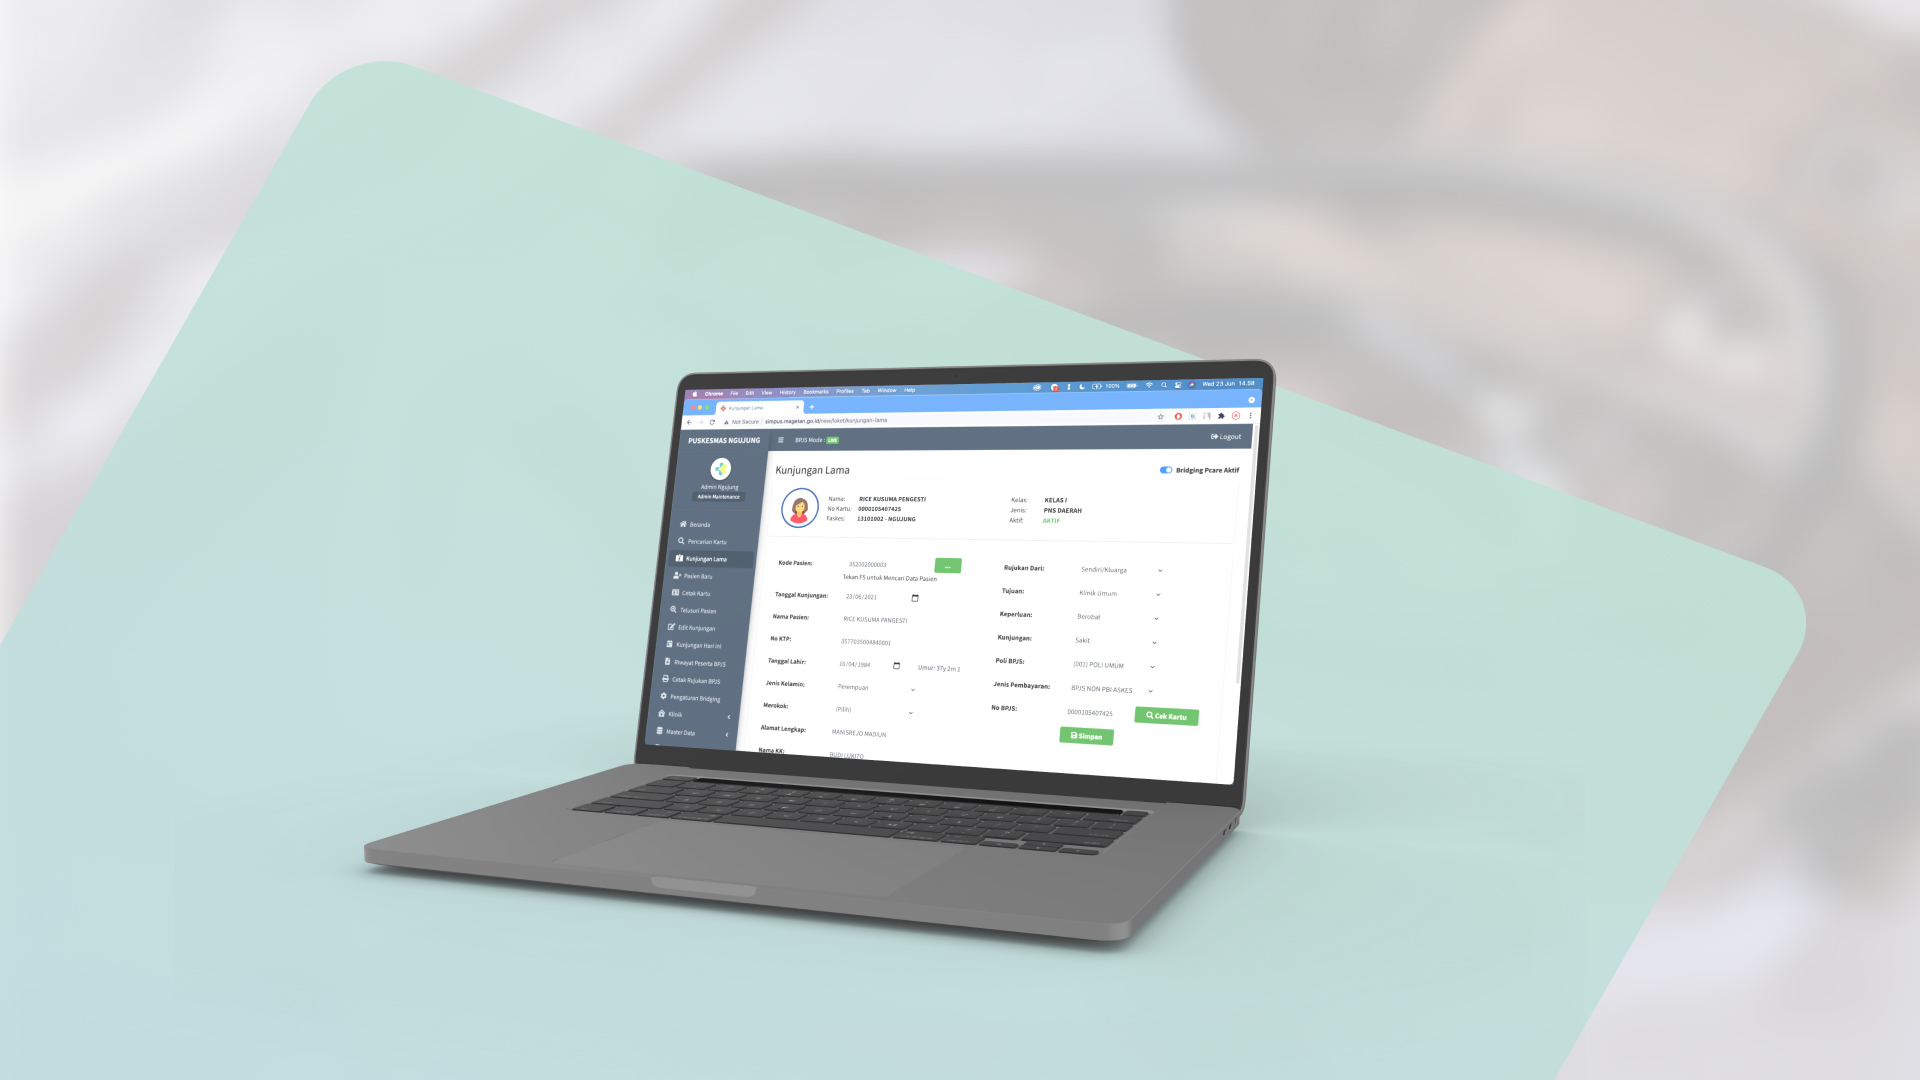 Chrome File Edit View History Bookmarks Profiles Tab Window Help
100% Wed 23 Jun 14.58
Kunjungan Lama
Not Secure | simpus.magetan.go.id/new/loket/kunjungan-lama
PUSKESMAS NGUJUNG
BPJS Mode : LIVE
Logout
Admin Ngujung
Admin Maintenance
Beranda
Pencarian Kartu
Kunjungan Lama
Pasien Baru
Cetak Kartu
Telusuri Pasien
Edit Kunjungan
Kunjungan Hari Ini
Riwayat Peserta BPJS
Cetak Rujukan BPJS
Pengaturan Bridging
Klinik
Master Data
Kunjungan Lama
Bridging Pcare Aktif
Nama: RICE KUSUMA PENGESTI
No Kartu: 0000105407425
Faskes: 13101002 - NGUJUNG
Kelas: KELAS I
Jenis: PNS DAERAH
Aktif: AKTIF
Kode Pasien: 352002000003 ...
Tekan F5 untuk Mencari Data Pasien
Tanggal Kunjungan: 23/06/2021
Nama Pasien: RICE KUSUMA PANGESTI
No KTP: 3577035004840001
Tanggal Lahir: 10/04/1984 Umur: 37y 2m 1
Jenis Kelamin: Perempuan
Merokok: (Pilih)
Alamat Lengkap: MANISREJO MADIUN
Nama KK:
Rujukan Dari: Sendiri/Kluarga
Tujuan: Klinik Umum
Keperluan: Berobat
Kunjungan: Sakit
Poli BPJS: (001) POLI UMUM
Jenis Pembayaran: BPJS NON PBI ASKES
No BPJS: 0000105407425 Cek Kartu
Simpan